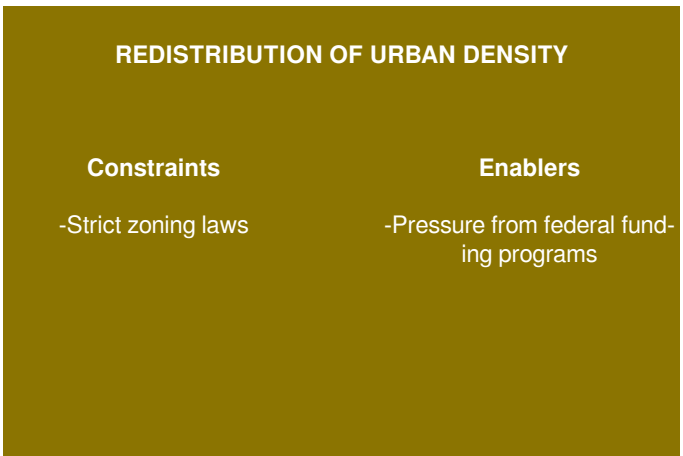 REDISTRIBUTION OF URBAN DENSITY
Constraints
-Strict zoning laws
Enablers
-Pressure from federal fund-
ing programs